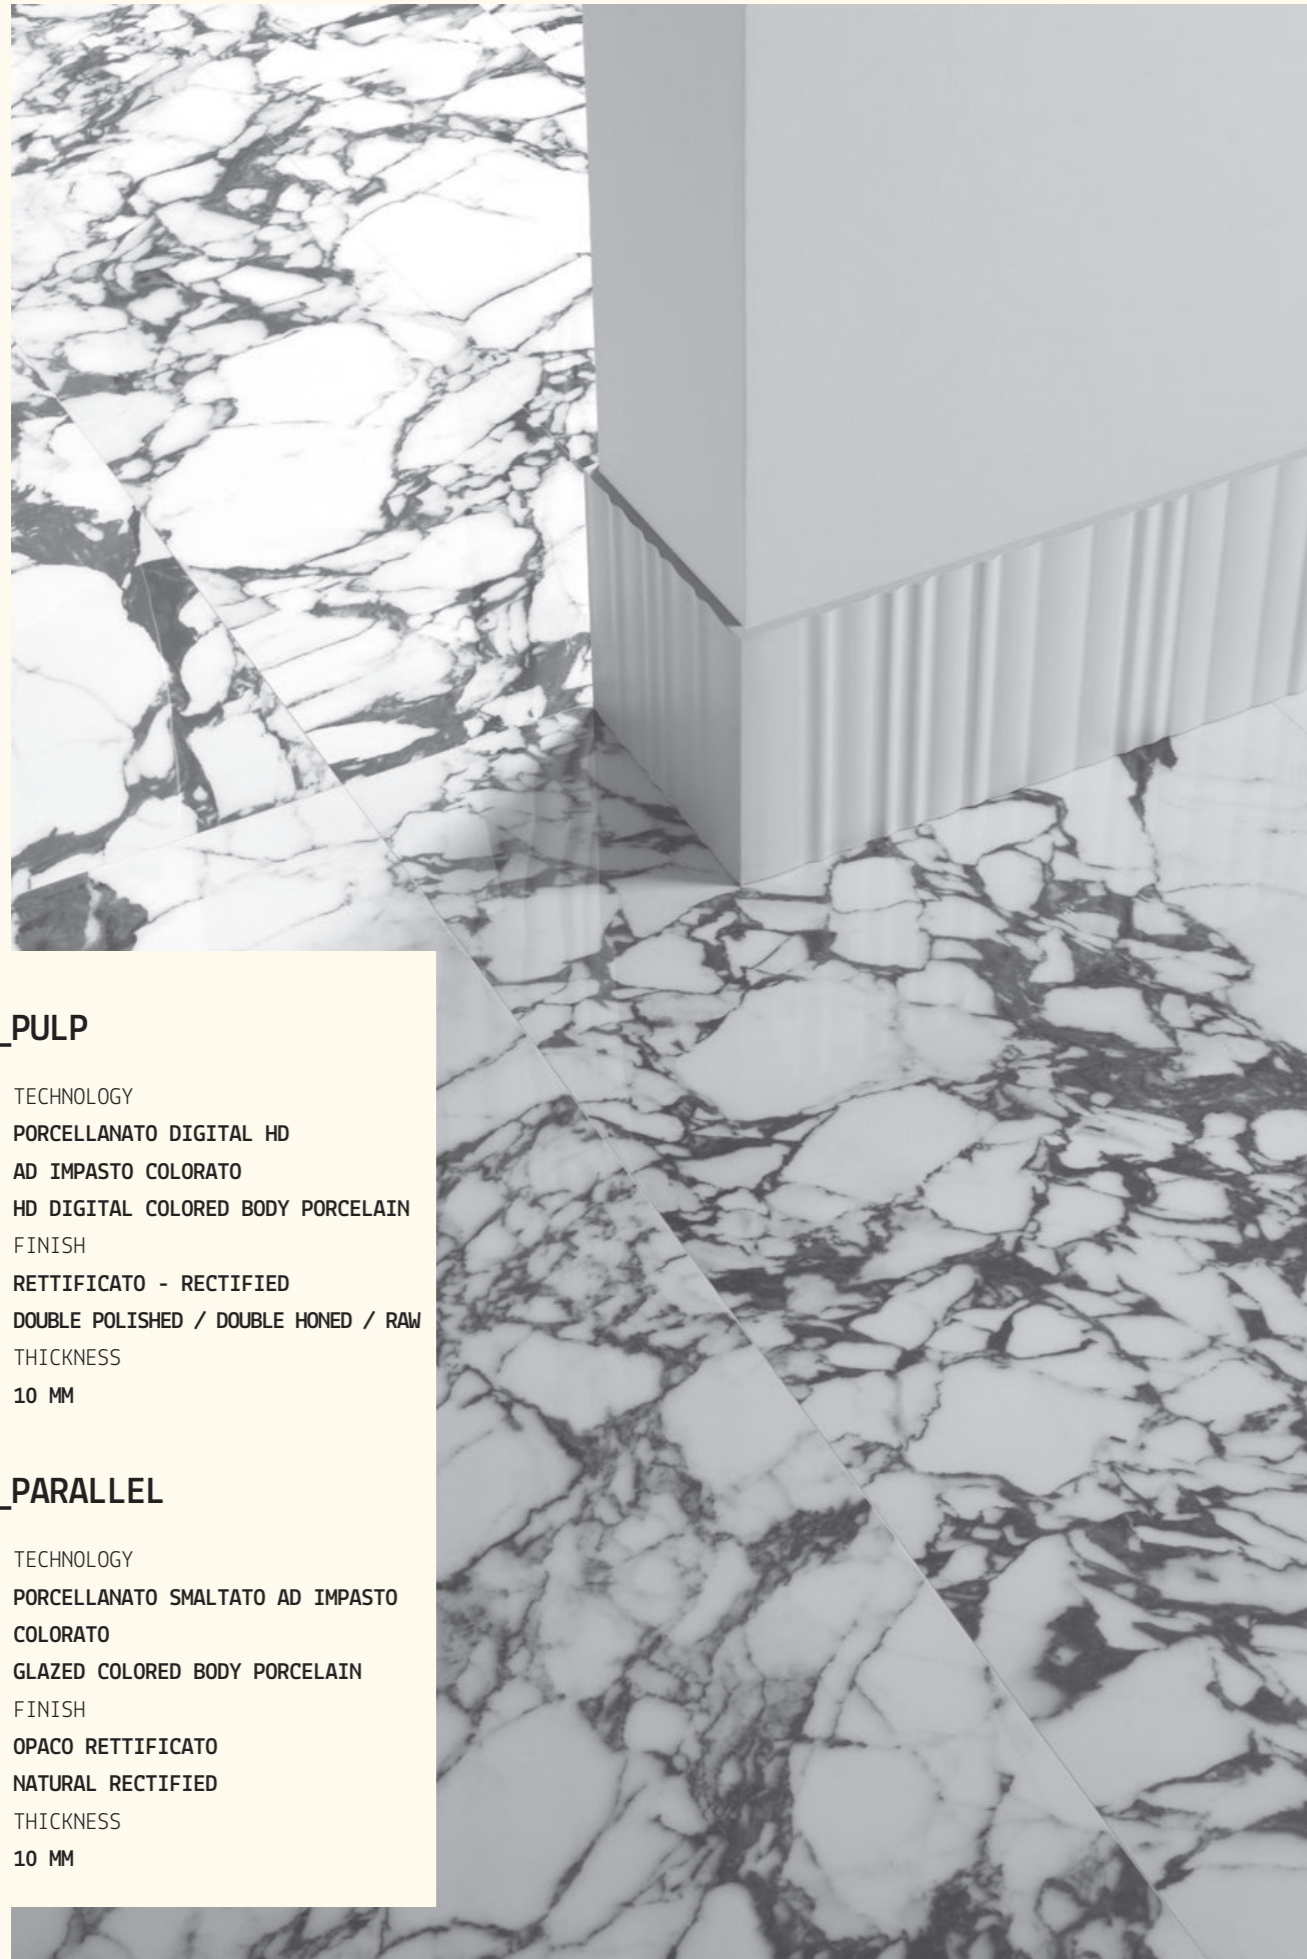 _PULP
TECHNOLOGY
PORCELLANATO DIGITAL HD
AD IMPASTO COLORATO
HD DIGITAL COLORED BODY PORCELAIN
FINISH
RETTIFICATO - RECTIFIED
DOUBLE POLISHED / DOUBLE HONED / RAW
THICKNESS
10 MM
_PARALLEL
TECHNOLOGY
PORCELLANATO SMALTATO AD IMPASTO
COLORATO
GLAZED COLORED BODY PORCELAIN
FINISH
OPACO RETTIFICATO
NATURAL RECTIFIED
THICKNESS
10 MM